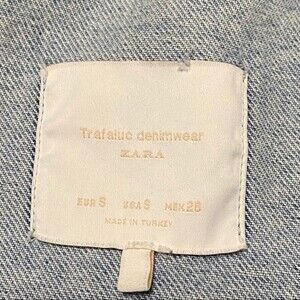 Trafaluc denimwear
ZARA
EUR S USA S MEX 26
MADE IN TURKEY